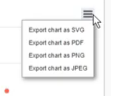 Export chart as SVG
Export chart as PDF
Export chart as PNG
Export chart as JPEG